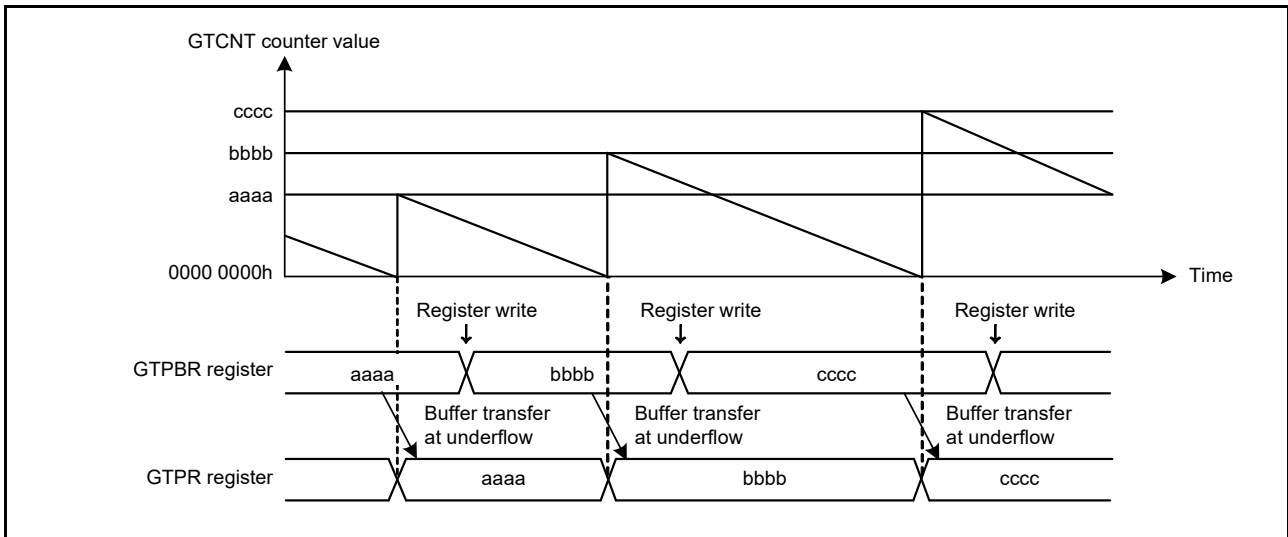 GTCNT counter value
cccc
bbbb
aaaa
0000 0000h
Time
Register write
Register write
Register write
GTPBR register
aaaa
bbbb
cccc
Buffer transfer
at underflow
Buffer transfer
at underflow
Buffer transfer
at underflow
GTPR register
aaaa
bbbb
cccc